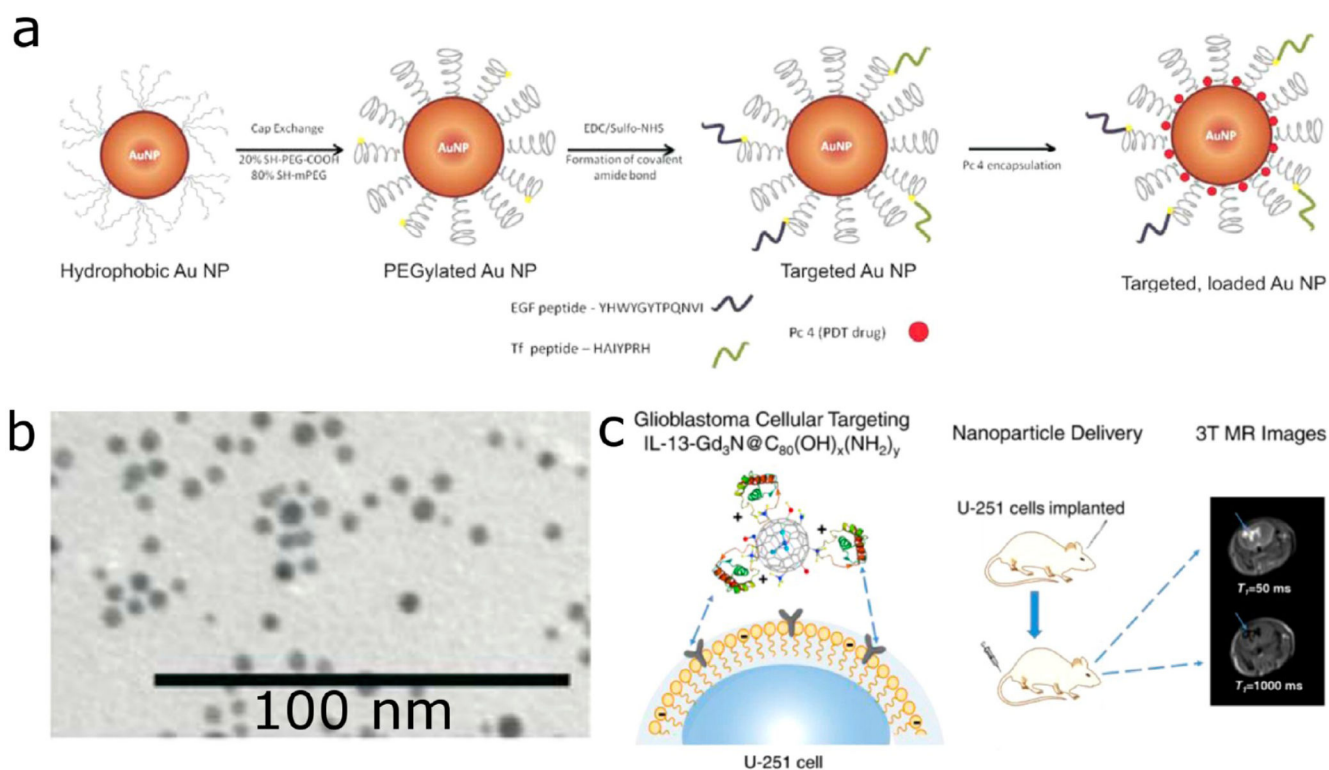 a
AuNP
Cap Exchange
20% SH-PEG-COOH
80% SH-mPEG
AuNP
EDC/Sulfo-NHS
Formation of covalent
amide bond
AuNP
Pc 4 encapsulation
AuNP
Hydrophobic Au NP
PEGylated Au NP
Targeted Au NP
Targeted, loaded Au NP
EGF peptide - YHWYGYTPQNVI
Pc 4 (PDT drug)
Tf peptide – HAIYPRH
b
100 nm
c
Glioblastoma Cellular Targeting
IL-13-Gd₃N@C₈₀(OH)ₓ(NH₂)ᵧ
+
+
+
U-251 cell
Nanoparticle Delivery
U-251 cells implanted
3T MR Images
T₁=50 ms
T₁=1000 ms